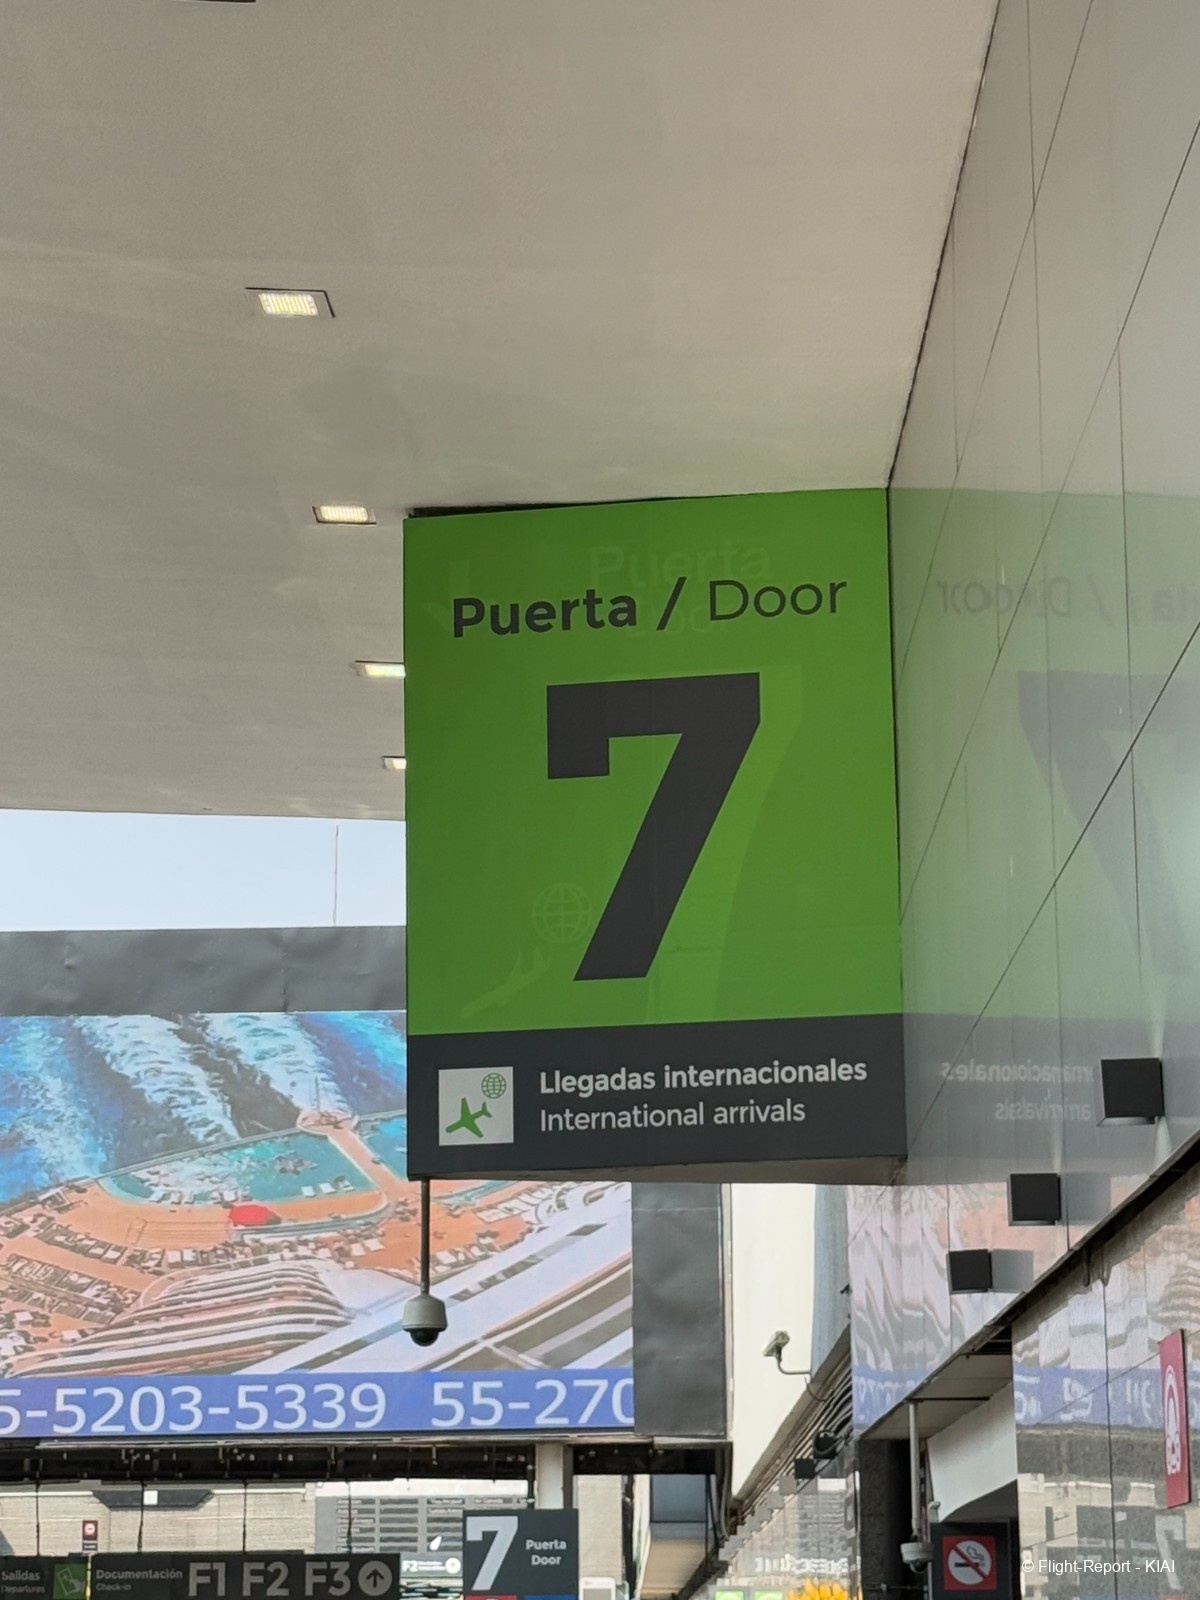 Puerta / Door
7
Llegadas internacionales
International arrivals
5-5203-5339 55-270
7 Puerta
Door
Salidas
Departures
Documentación
Check-in
F1 F2 F3
F2
© Flight-Report - KIAI